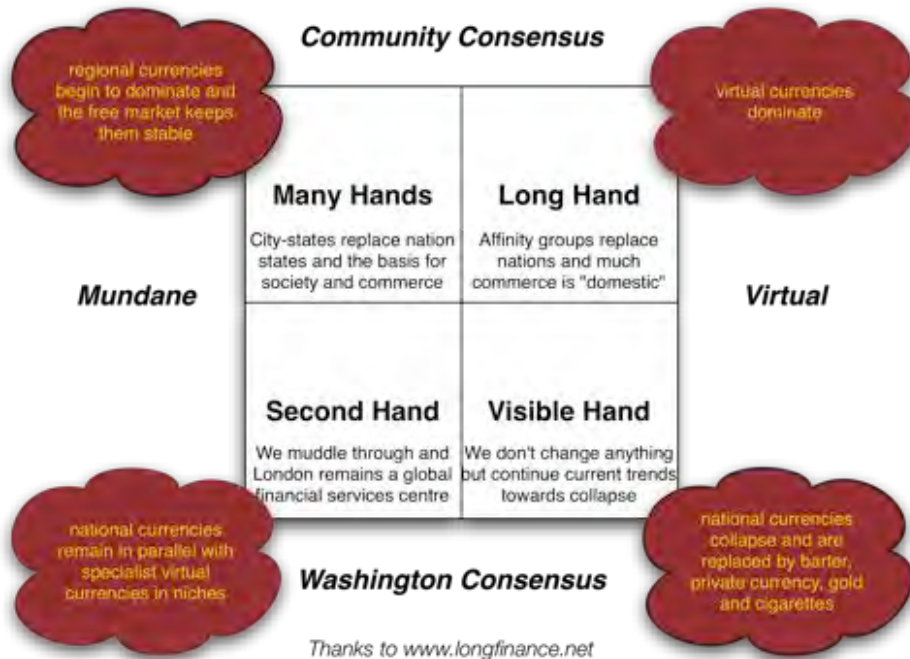 Community Consensus
regional currencies
begin to dominate and
the free market keeps
them stable
virtual currencies
dominate
Many Hands
City-states replace nation
states and the basis for
society and commerce
Long Hand
Affinity groups replace
nations and much
commerce is "domestic"
Mundane
Virtual
Second Hand
We muddle through and
London remains a global
financial services centre
Visible Hand
We don't change anything
but continue current trends
towards collapse
national currencies
remain in parallel with
specialist virtual
currencies in niches
national currencies
collapse and are
replaced by barter,
private currency, gold
and cigarettes
Washington Consensus
Thanks to www.longfinance.net